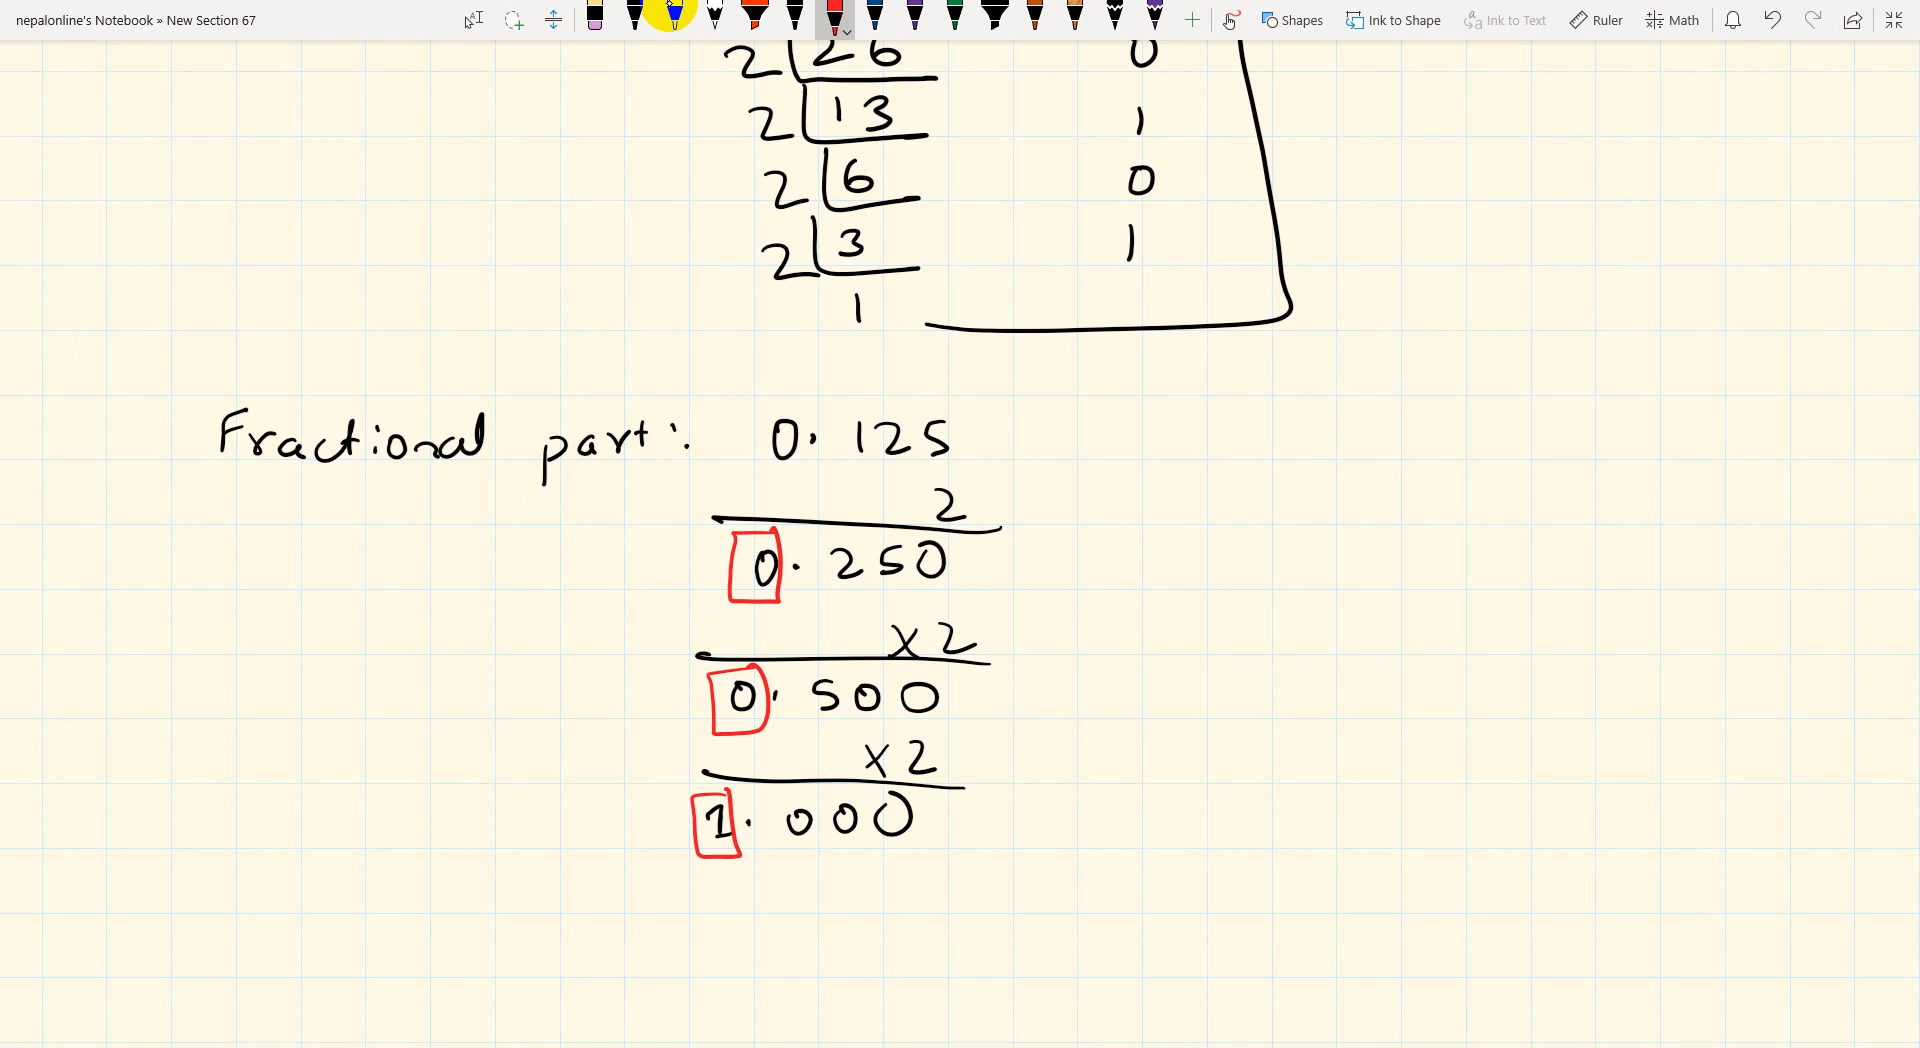 nepalonline's Notebook » New Section 67
Shapes
Ink to Shape
Ink to Text
Ruler
Math
2 26 0
2 13 1
2 6 0
2 3 1
1
Fractional part: 0.125
2
0.250
x2
0.500
x2
1.000